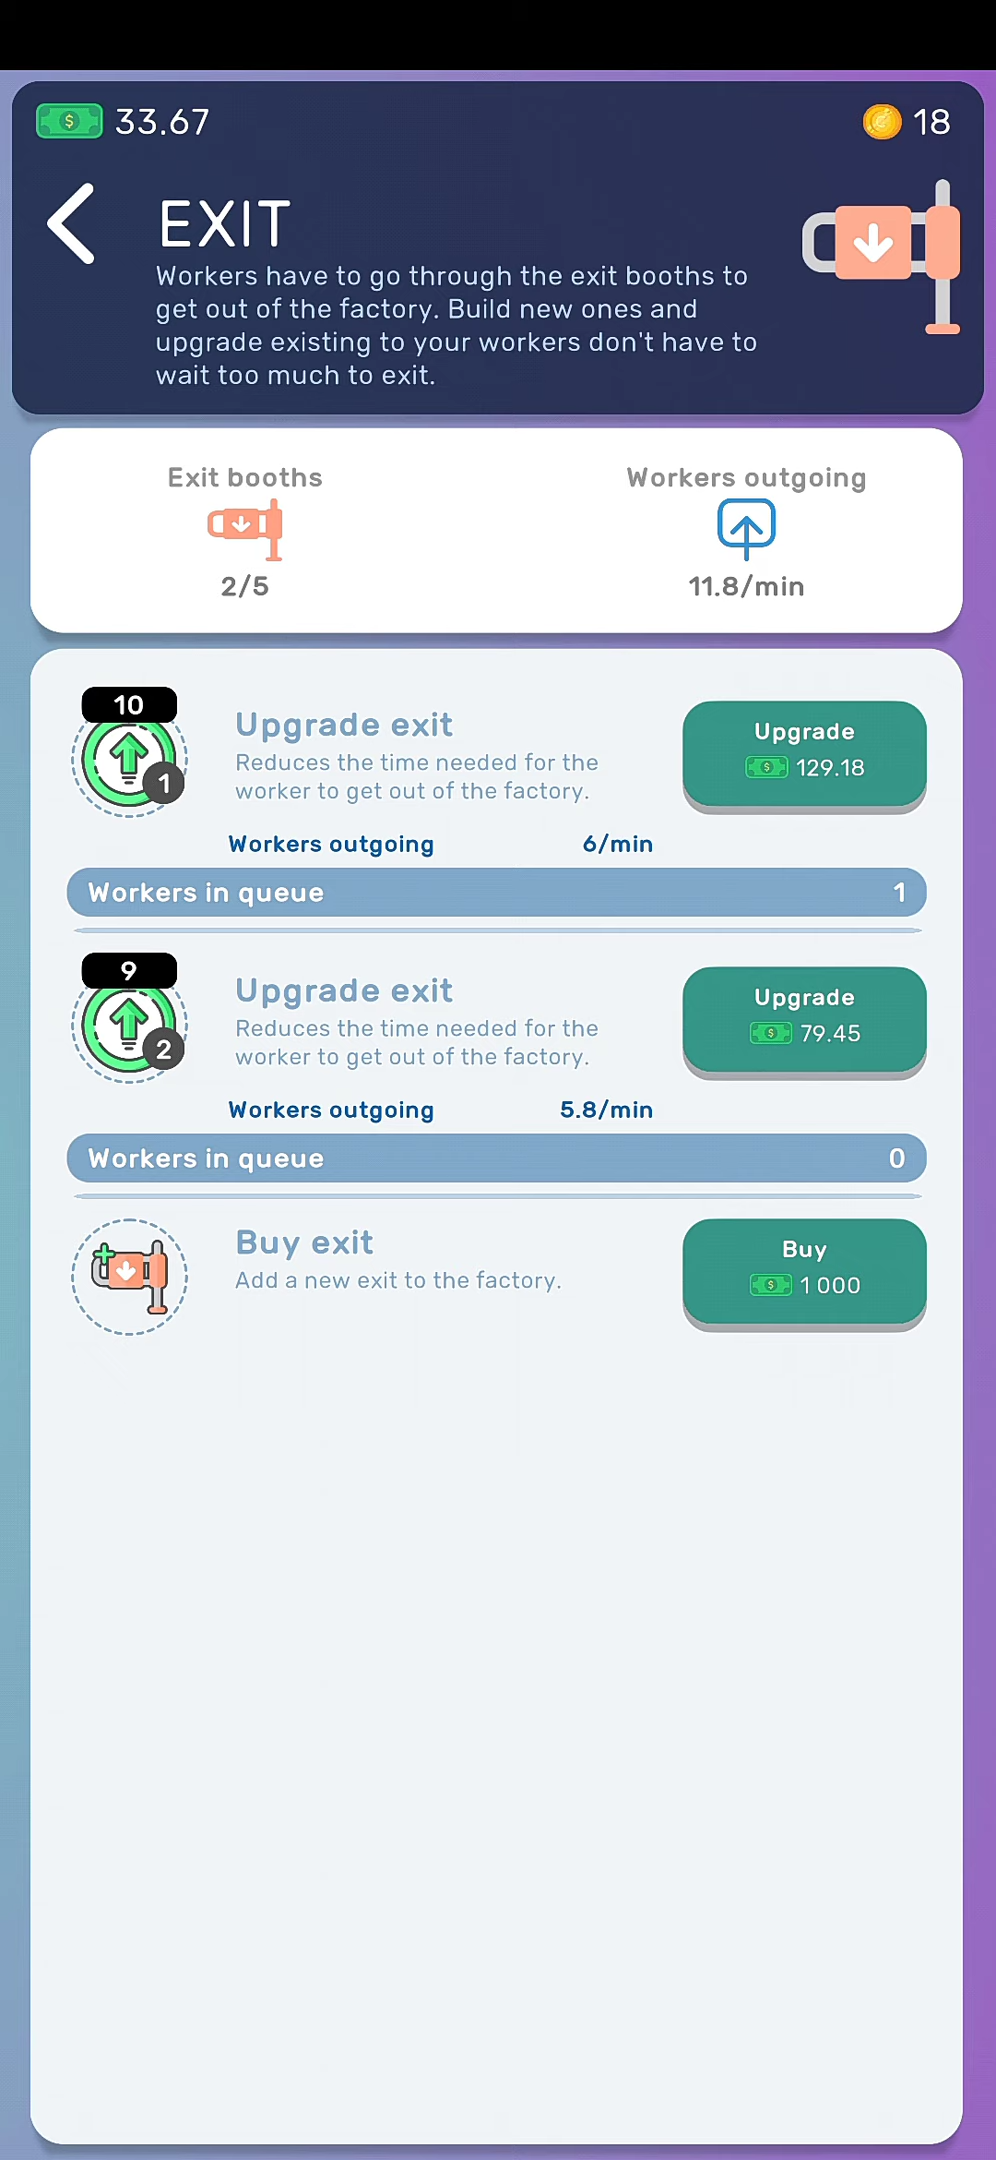 33.67
18
EXIT
Workers have to go through the exit booths to
get out of the factory. Build new ones and
upgrade existing to your workers don't have to
wait too much to exit.
Exit booths
Workers outgoing
2/5
11.8/min
10
1
Upgrade exit
Reduces the time needed for the
worker to get out of the factory.
Upgrade
129.18
Workers outgoing 6/min
Workers in queue 1
9
2
Upgrade exit
Reduces the time needed for the
worker to get out of the factory.
Upgrade
79.45
Workers outgoing 5.8/min
Workers in queue 0
Buy exit
Add a new exit to the factory.
Buy
1 000